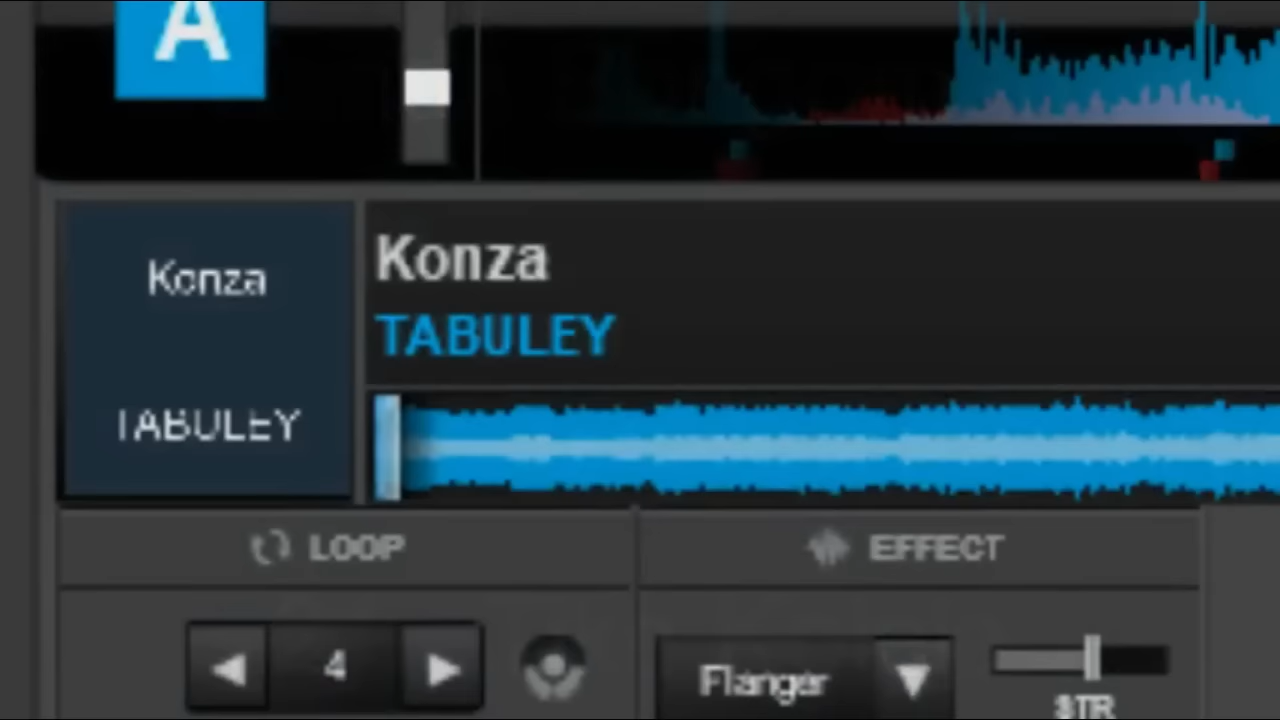 A
Konza
TABULEY
Konza
TABULEY
LOOP
EFFECT
4
Flanger
STR